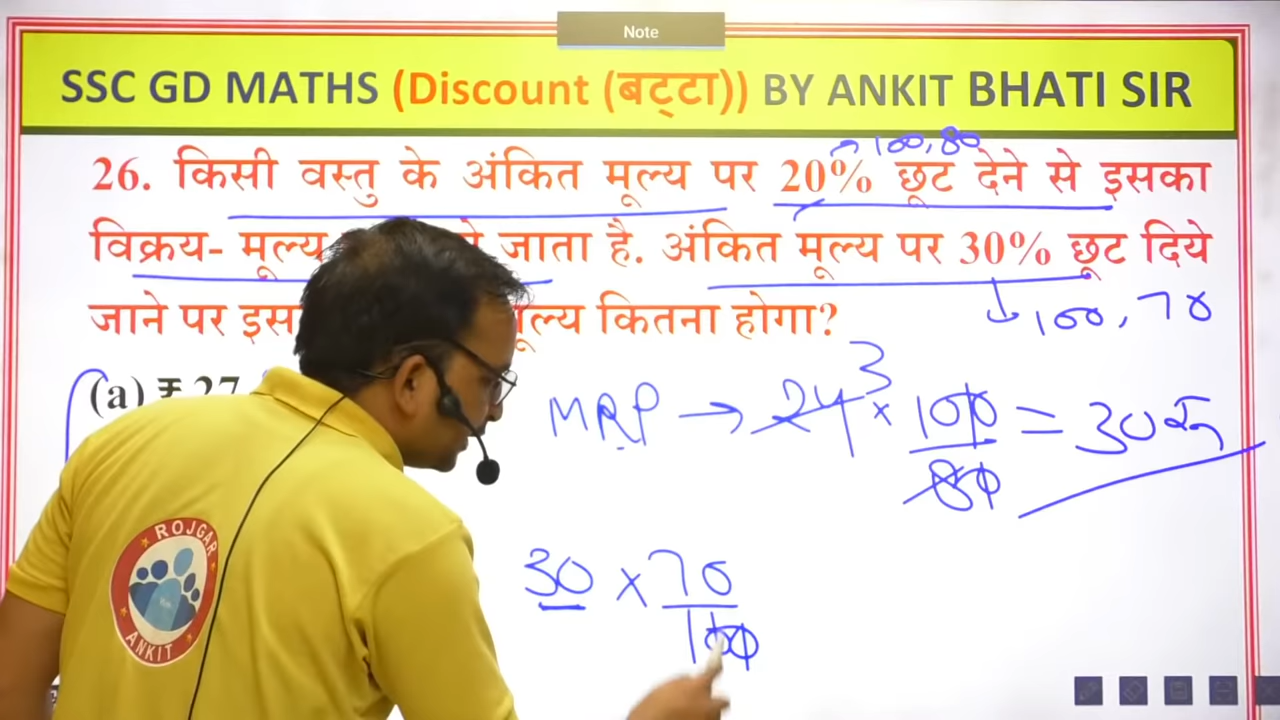 Note
SSC GD MATHS (Discount (बट्टा)) BY ANKIT BHATI SIR
100, 80
26. किसी वस्तु के अंकित मूल्य पर 20% छूट देने से इसका
विक्रय- मूल्य जाता है. अंकित मूल्य पर 30% छूट दिये
जाने पर कितना होगा?
100, 70
(a) ₹ 27
3
MRP → 24 × 100/80 = 30रु
30 × 70/100
ROJGAR
ANKIT